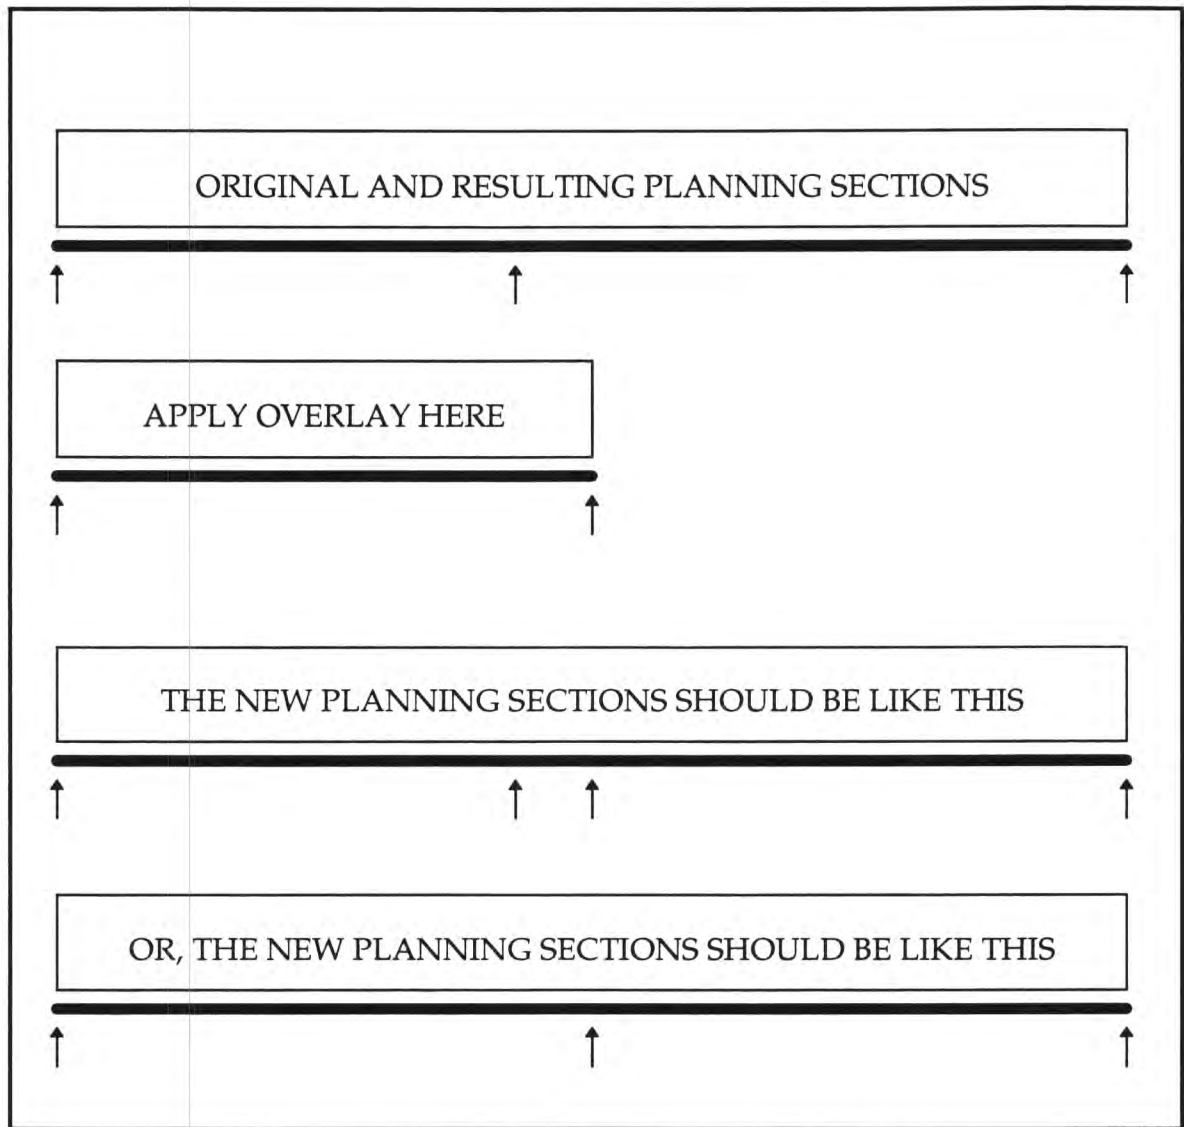 ORIGINAL AND RESULTING PLANNING SECTIONS
APPLY OVERLAY HERE
THE NEW PLANNING SECTIONS SHOULD BE LIKE THIS
OR, THE NEW PLANNING SECTIONS SHOULD BE LIKE THIS